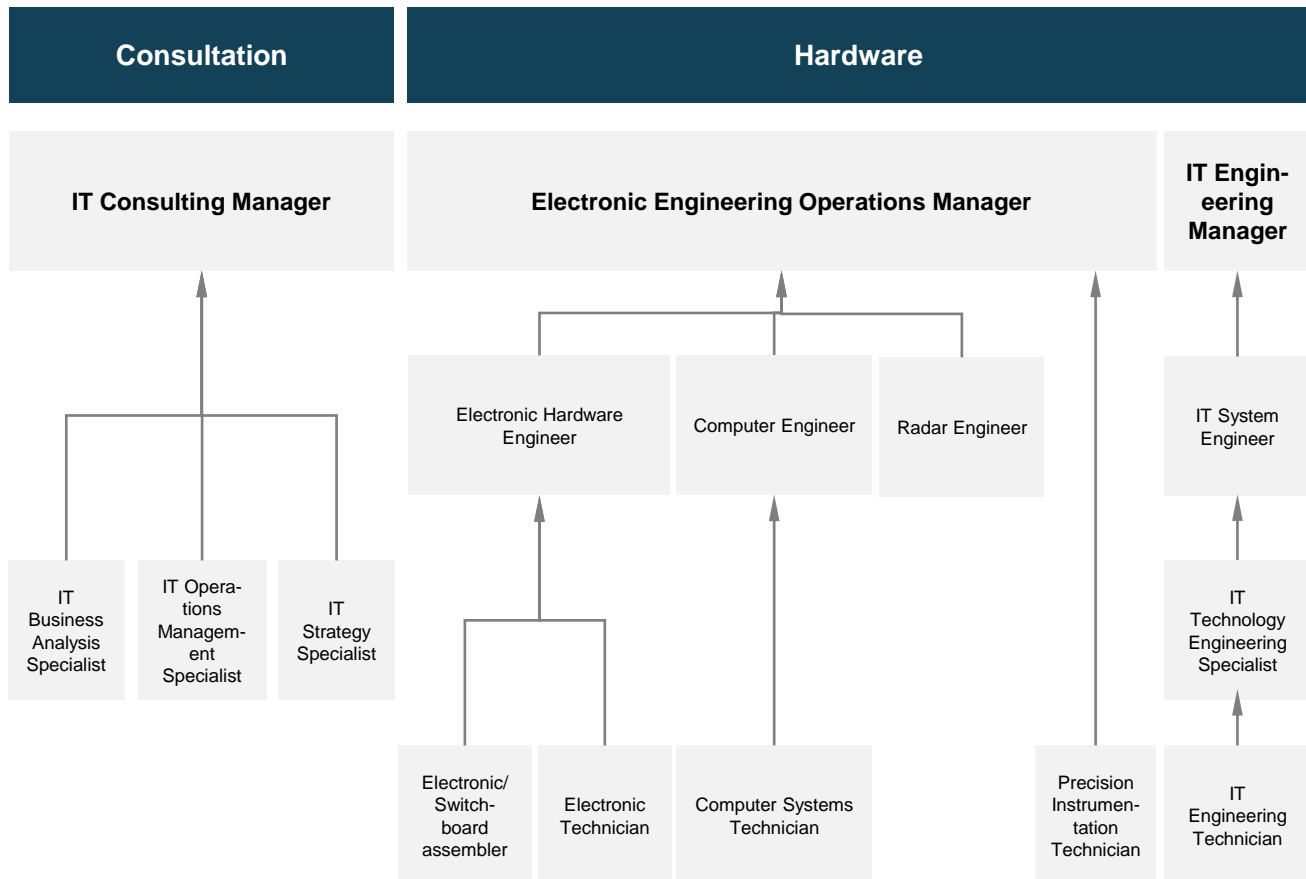 Consultation
Hardware
IT Consulting Manager
Electronic Engineering Operations Manager
IT Engin-
eering
Manager
Electronic Hardware
Engineer
Computer Engineer
Radar Engineer
IT System
Engineer
IT
Business
Analysis
Specialist
IT Opera-
tions
Managem-
ent
Specialist
IT
Strategy
Specialist
IT
Technology
Engineering
Specialist
Electronic/
Switch-
board
assembler
Electronic
Technician
Computer Systems
Technician
Precision
Instrumen-
tation
Technician
IT
Engineering
Technician